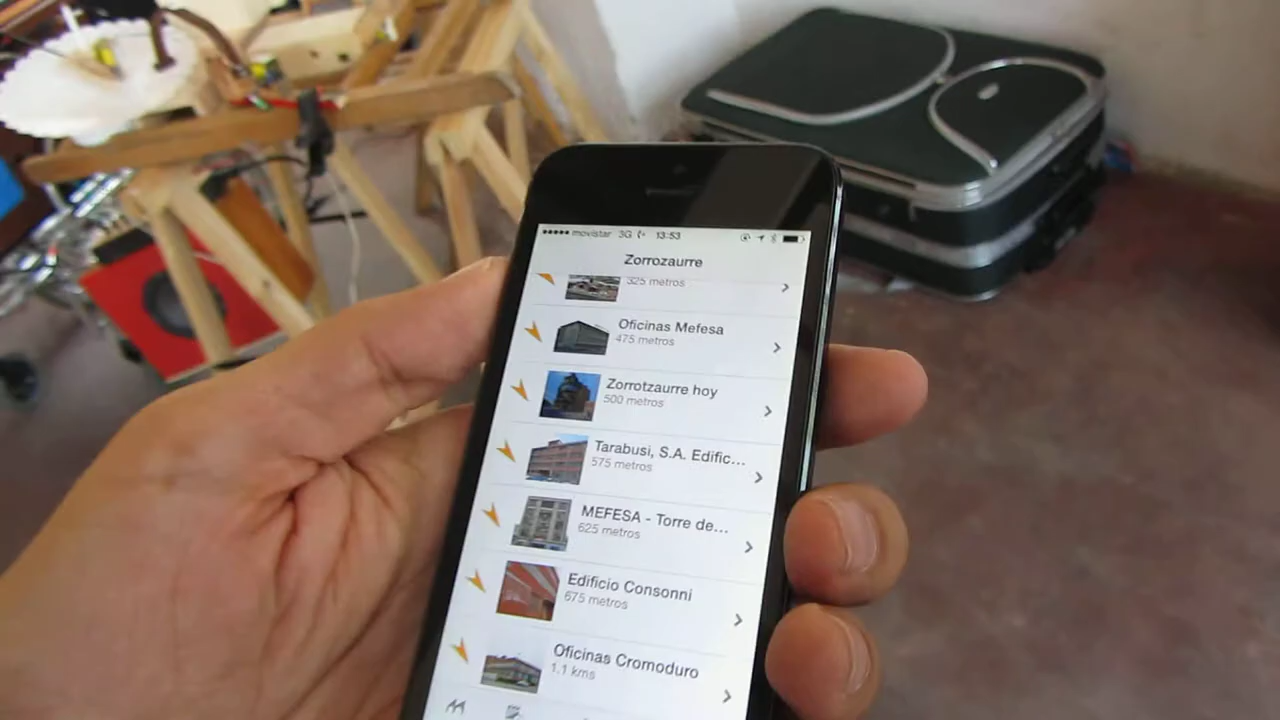 movistar 3G 13:53
Zorrozaurre
325 metros
Oficinas Mefesa
475 metros
Zorrotzaurre hoy
500 metros
Tarabusi, S.A. Edific...
575 metros
MEFESA - Torre de...
625 metros
Edificio Consonni
675 metros
Oficinas Cromoduro
1.1 kms